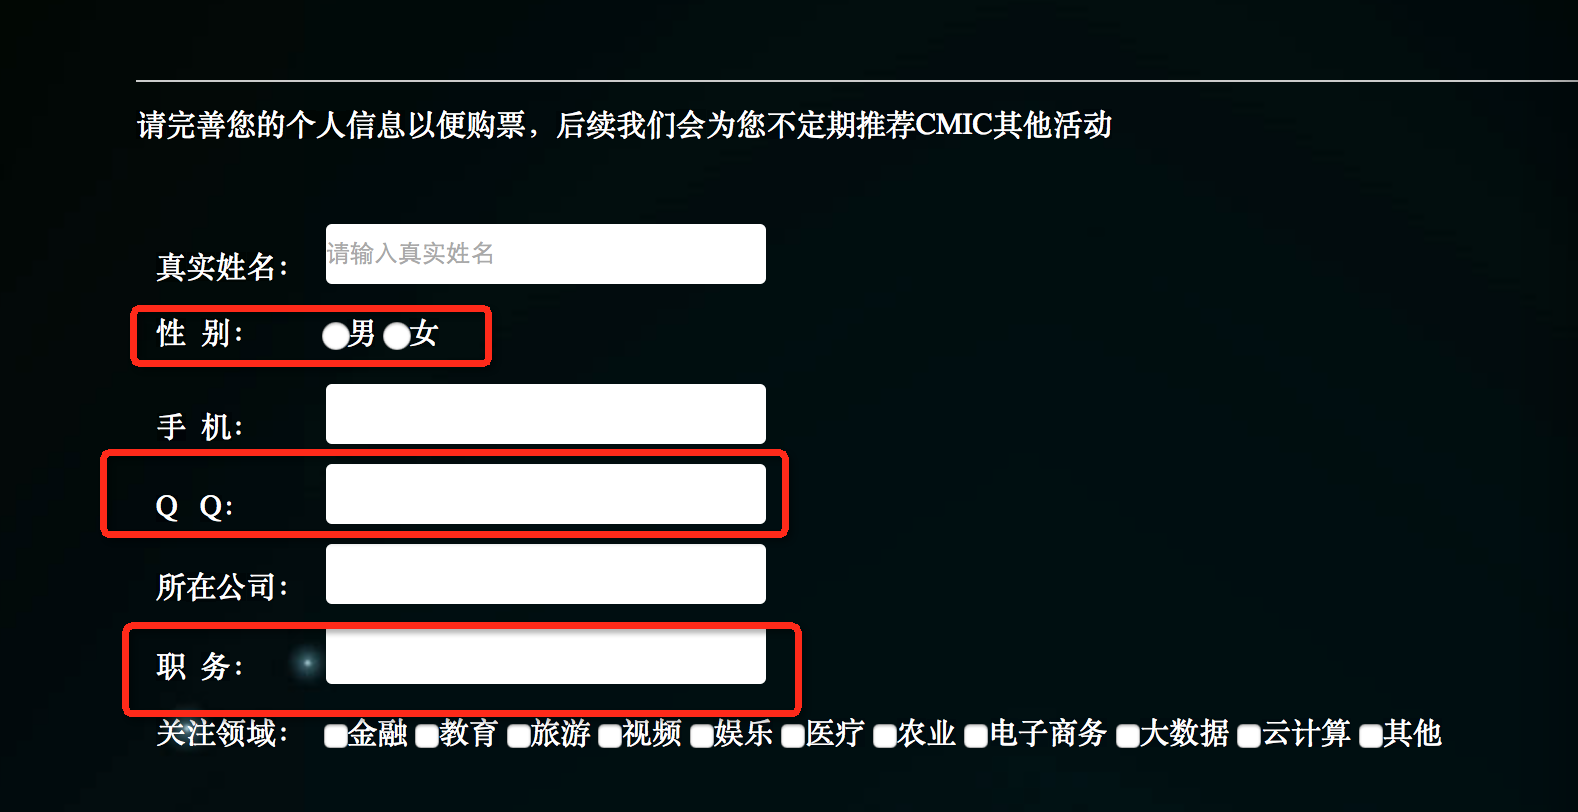 请完善您的个人信息以便购票，后续我们会为您不定期推荐CMIC其他活动
真实姓名： 请输入真实姓名
性 别： 男 女
手 机：
Q Q：
所在公司：
职 务：
关注领域： 金融 教育 旅游 视频 娱乐 医疗 农业 电子商务 大数据 云计算 其他